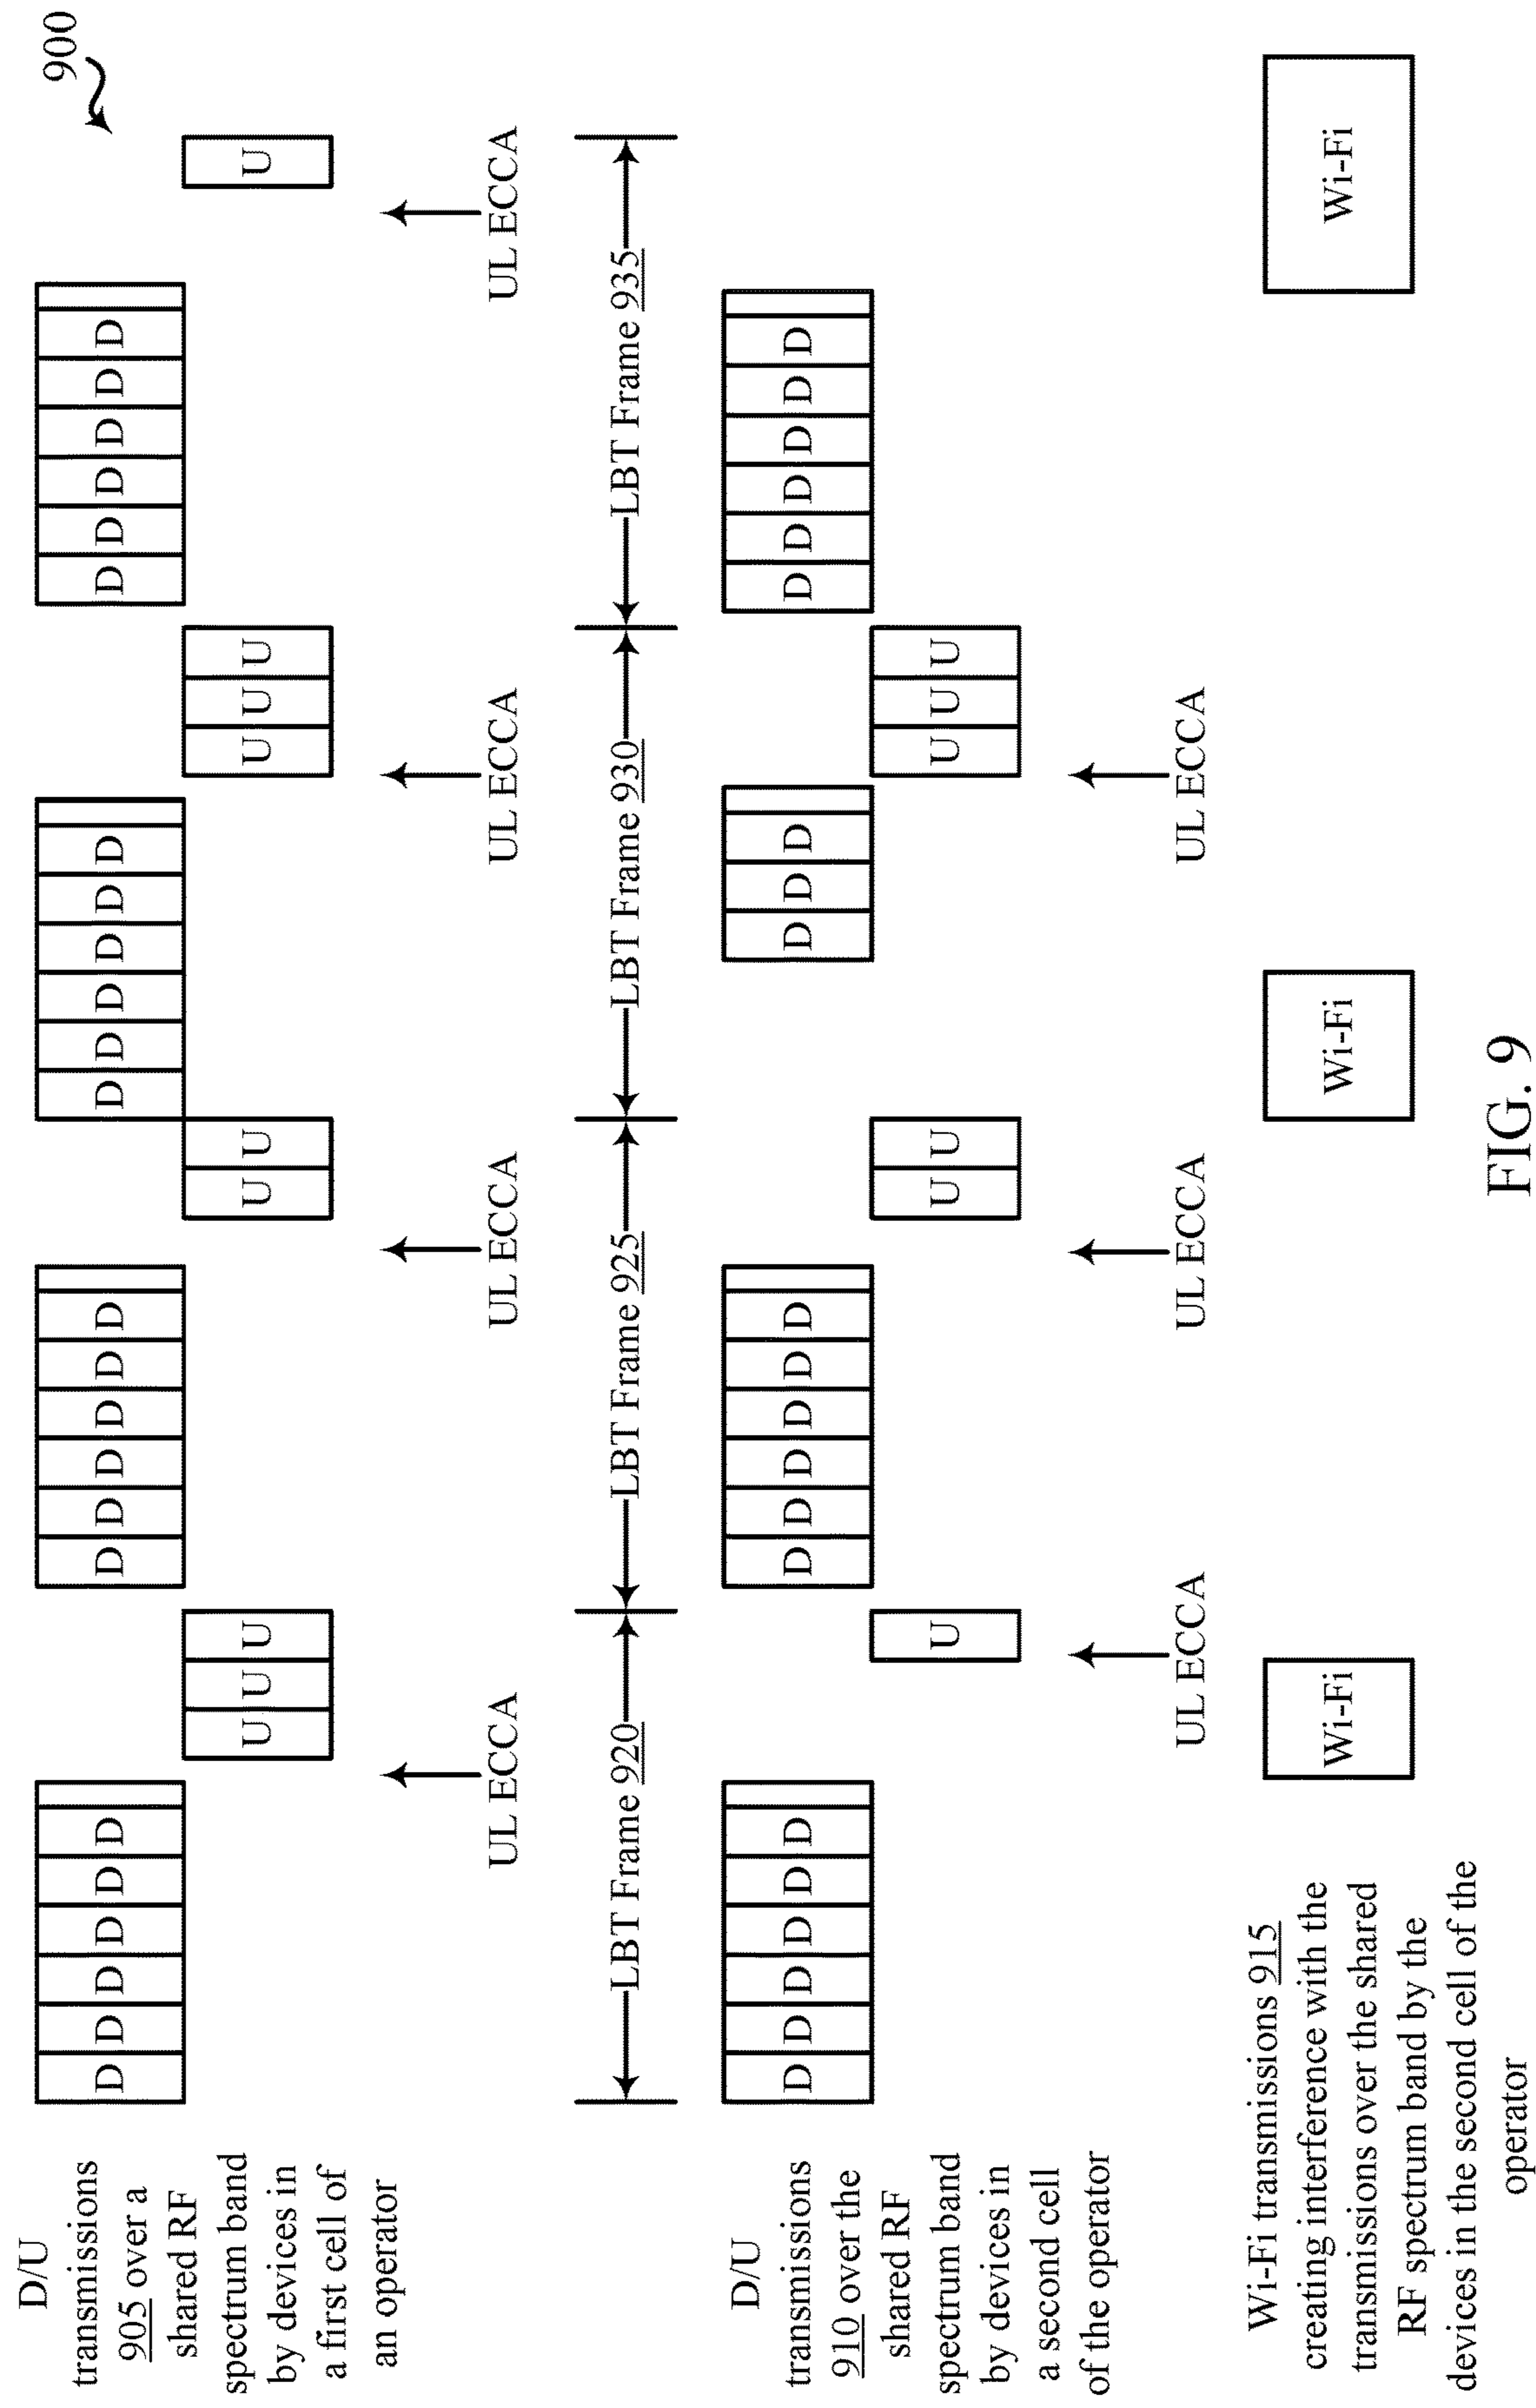 900
D/U
transmissions
905 over a
shared RF
spectrum band
by devices in
a first cell of
an operator
D D D D D D
U U U
D D D D D D
U U
D D D D D D
U U U
D D D D D D
U
UL ECCA
UL ECCA
UL ECCA
UL ECCA
LBT Frame 920
LBT Frame 925
LBT Frame 930
LBT Frame 935
D/U
transmissions
910 over the
shared RF
spectrum band
by devices in
a second cell
of the operator
D D D D D D
U
D D D D D D
U U
D D D
U U U
D D D D D D
UL ECCA
UL ECCA
UL ECCA
Wi-Fi transmissions 915
creating interference with the
transmissions over the shared
RF spectrum band by the
devices in the second cell of the
operator
Wi-Fi
Wi-Fi
Wi-Fi
FIG. 9